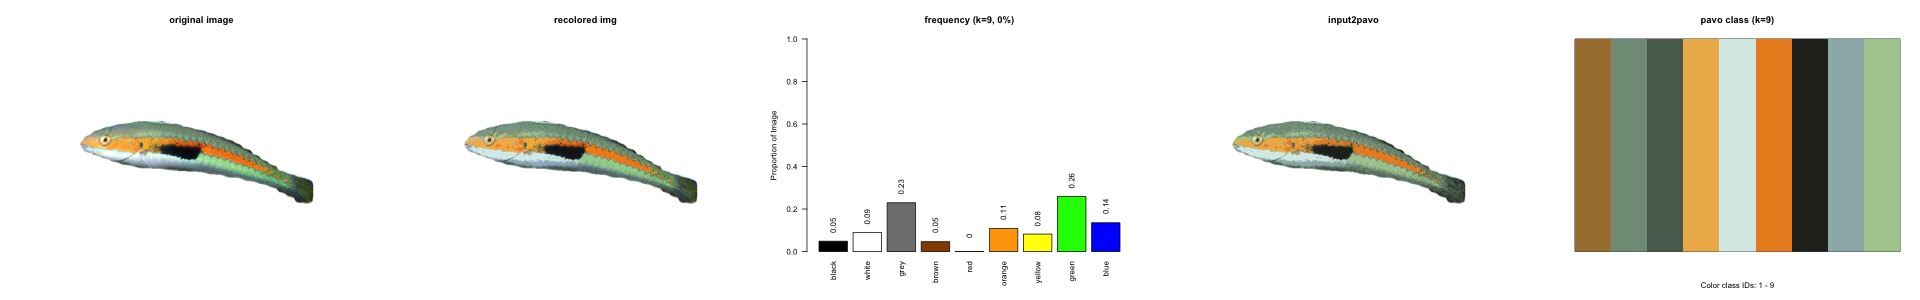 original image
recolored img
frequency (k=9, 0%)
input2pavo
pavo class (k=9)
Proportion of Image
1.0
0.8
0.6
0.4
0.2
0.0
0.05
0.09
0.23
0.05
0
0.11
0.08
0.26
0.14
black
white
grey
brown
red
orange
yellow
green
blue
Color class IDs: 1 - 9